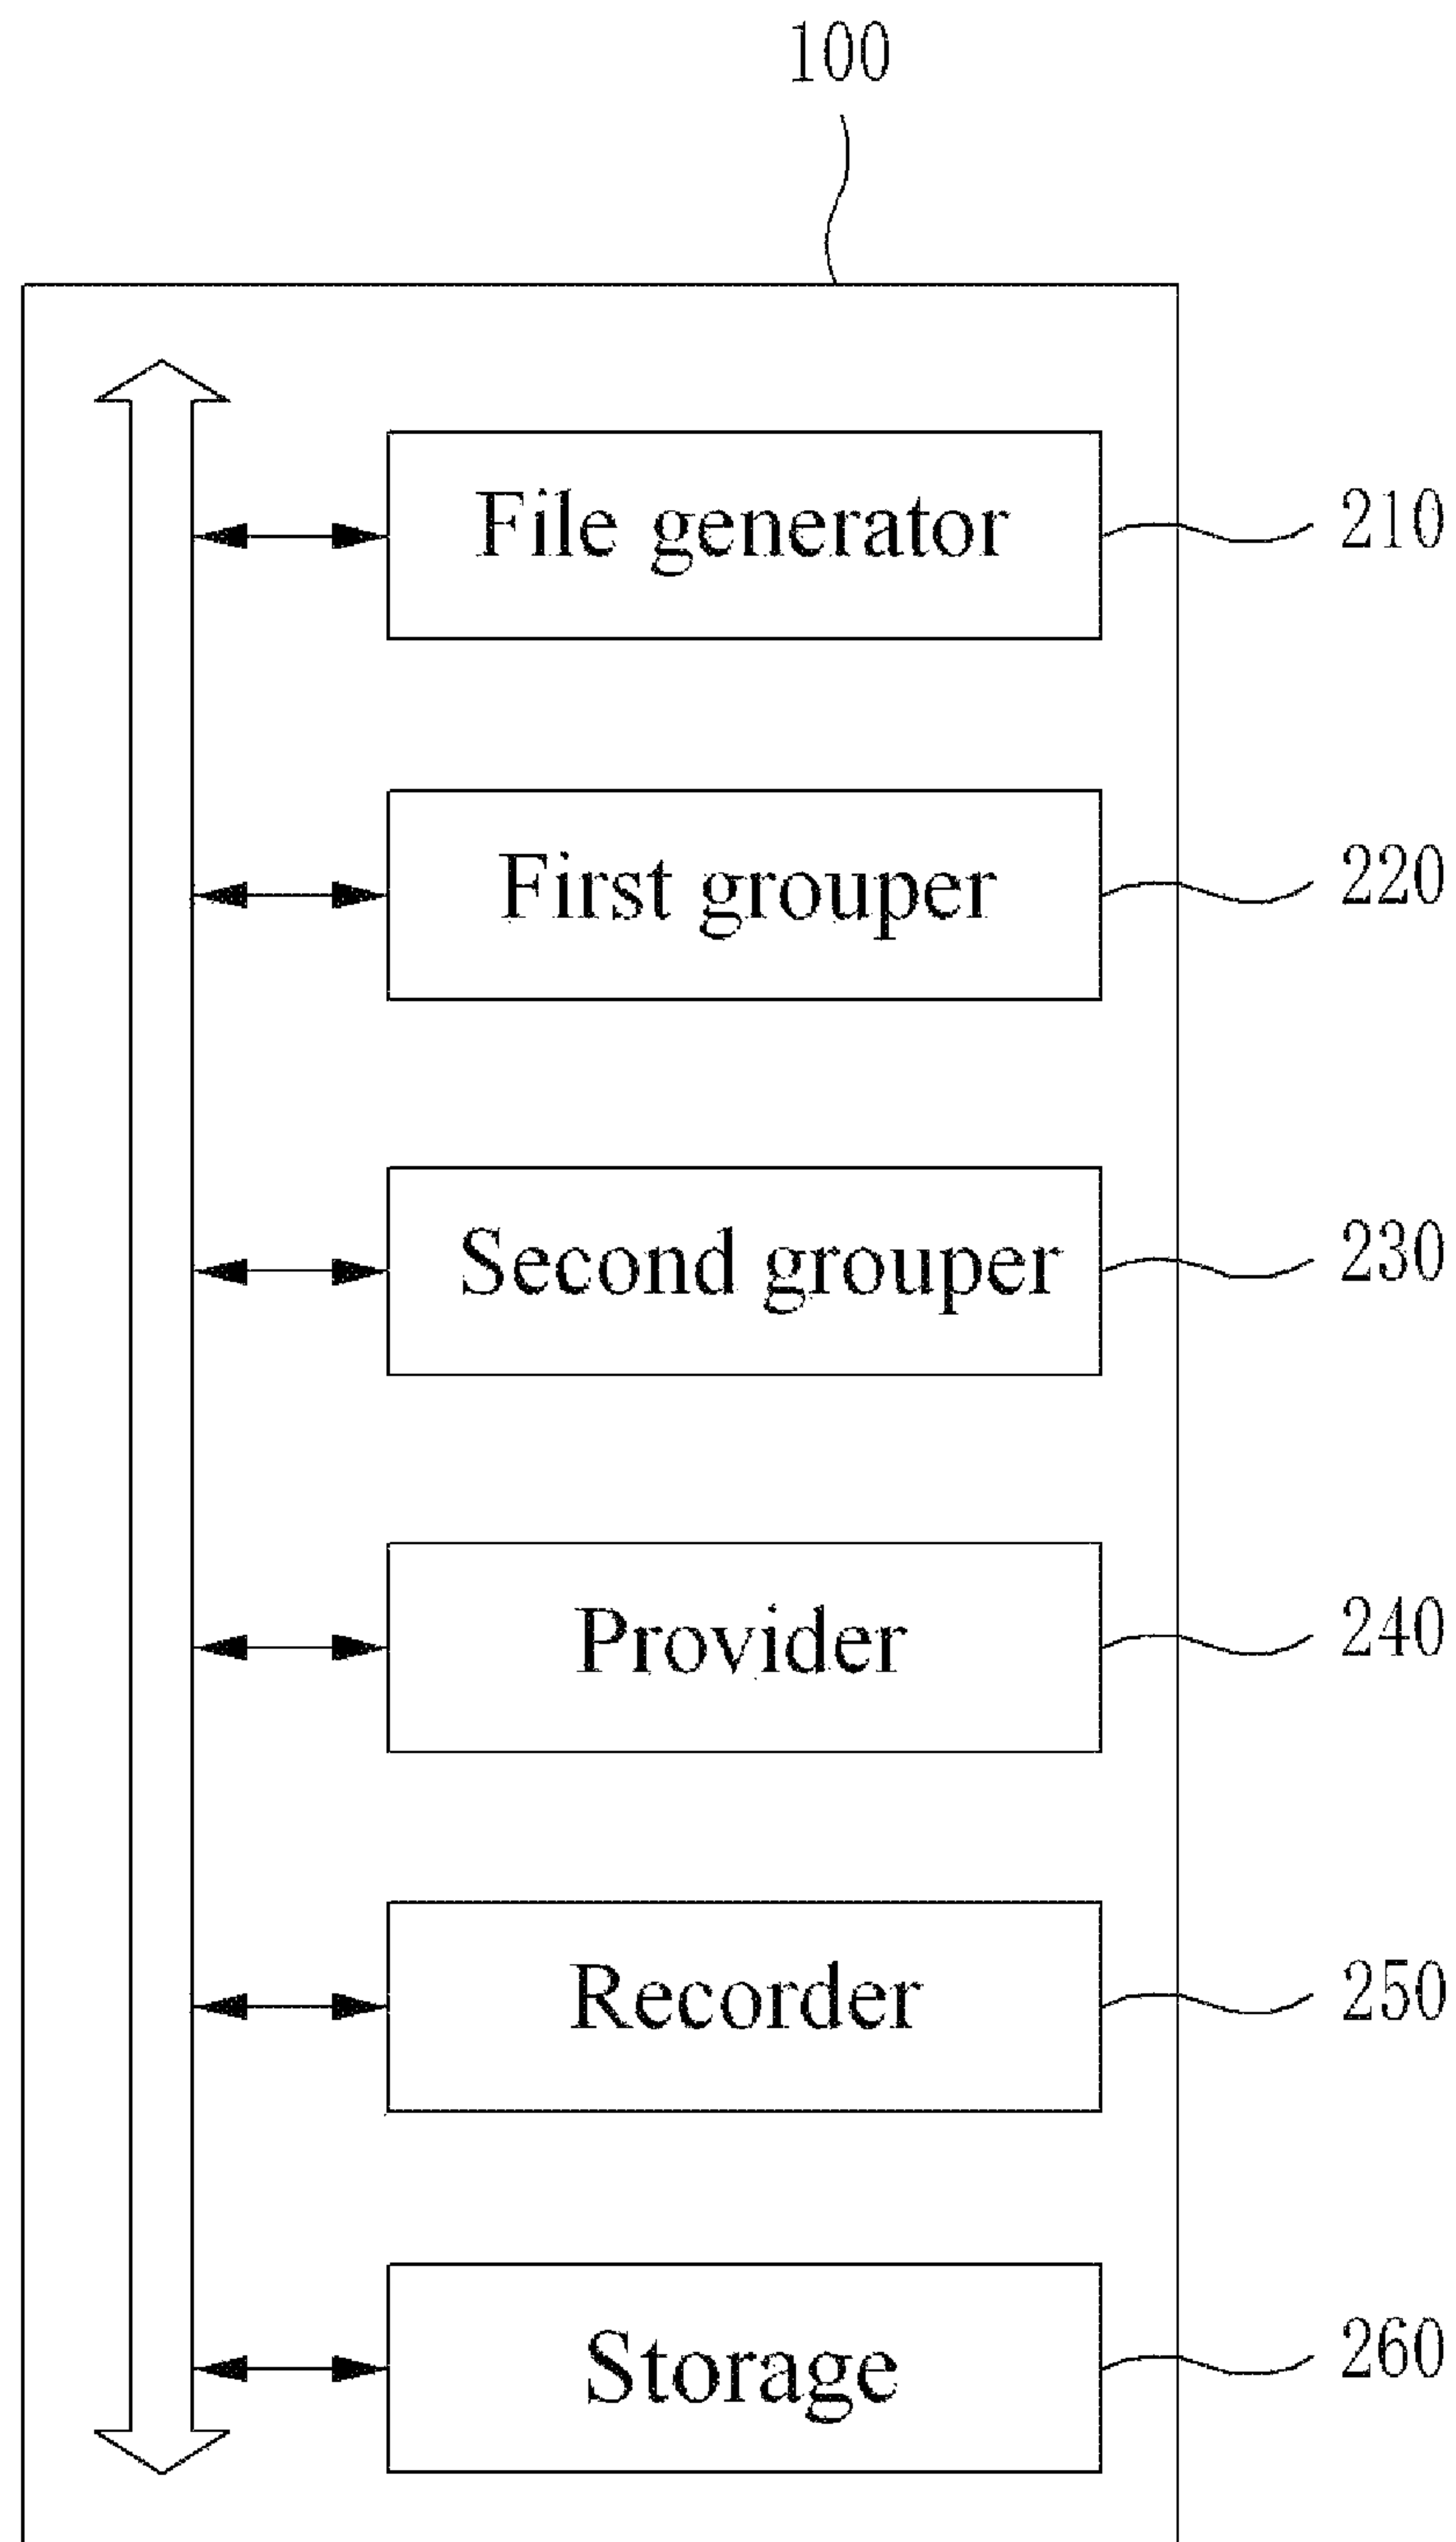 100
File generator 210
First grouper 220
Second grouper 230
Provider 240
Recorder 250
Storage 260